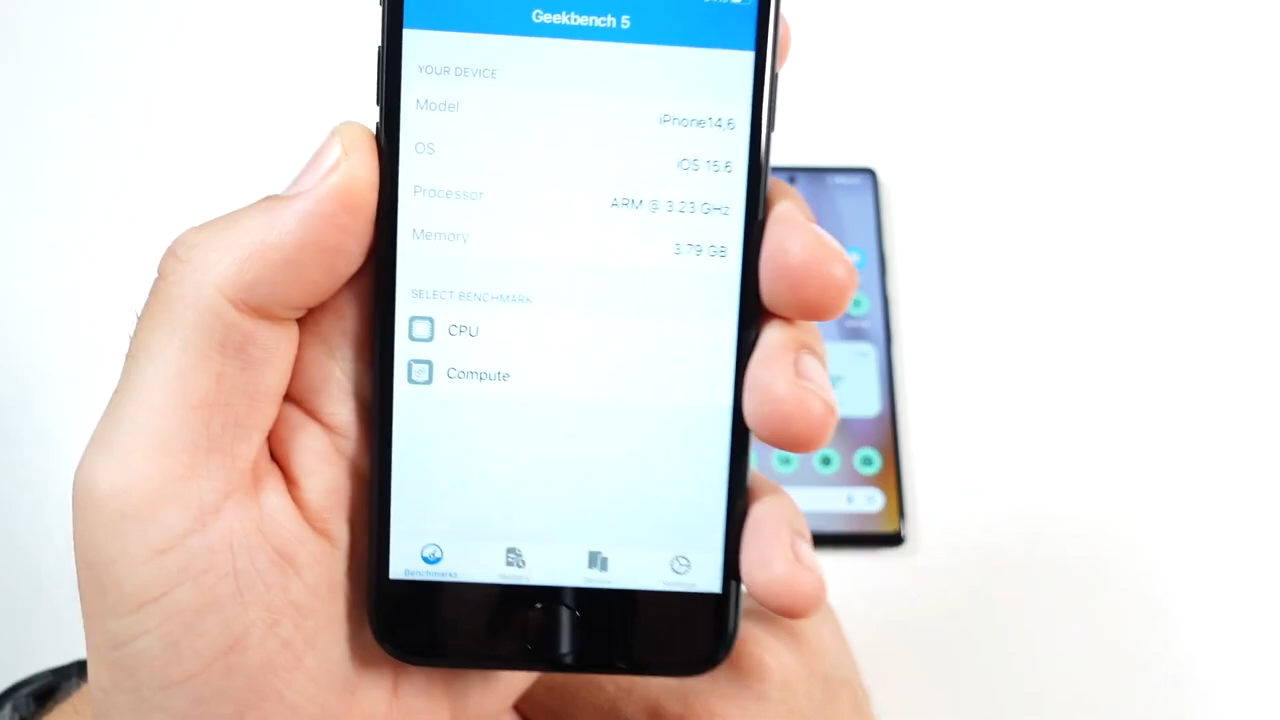 Geekbench 5
YOUR DEVICE
Model iPhone14,6
OS iOS 15.6
Processor ARM @ 3.23 GHz
Memory 3.79 GB
SELECT BENCHMARK
CPU
Compute
Benchmarks